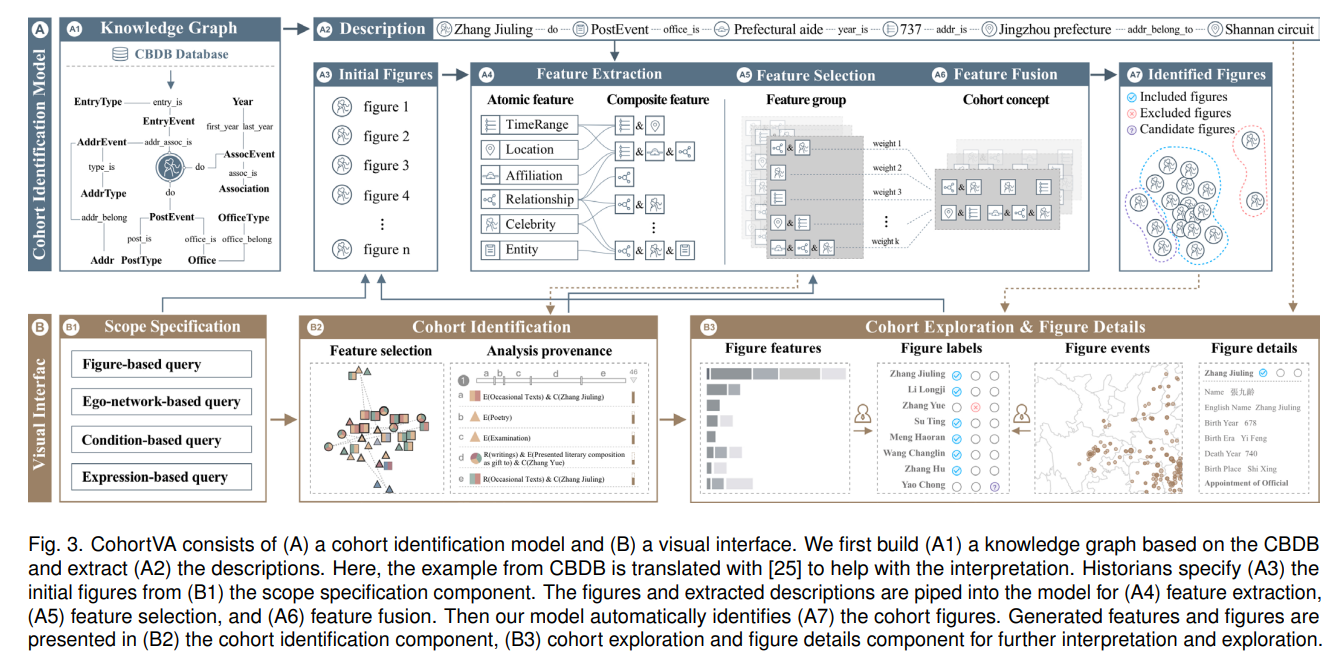 A
Cohort Identification Model
A1 Knowledge Graph
CBDB Database
EntryType
entry_is
Year
EntryEvent
first_year
last_year
AddrEvent
addr_assoc_is
type_is
do
AssocEvent
assoc_is
AddrType
do
Association
addr_belong
PostEvent
OfficeType
post_is
office_is
office_belong
Addr
PostType
Office
A2 Description
Zhang Jiuling do PostEvent office_is Prefectural aide year_is 737 addr_is Jingzhou prefecture addr_belong_to Shannan circuit
A3 Initial Figures
figure 1
figure 2
figure 3
figure 4
figure n
A4 Feature Extraction
Atomic feature
Composite feature
TimeRange
&
Location
& &
Affiliation
Relationship
&
Celebrity
Entity
& &
A5 Feature Selection
Feature group
&
&
& &
weight 1
weight 2
weight 3
weight k
A6 Feature Fusion
Cohort concept
&
& & &
A7 Identified Figures
Included figures
Excluded figures
Candidate figures
B
Visual Interfac
B1 Scope Specification
Figure-based query
Ego-network-based query
Condition-based query
Expression-based query
B2 Cohort Identification
Feature selection
Analysis provenance
a b c d e 46
1
a E(Occasional Texts) & C(Zhang Jiuling)
b E(Poetry)
c E(Examination)
d R(writings) & E(Presented literary composition
as gift to) & C(Zhang Yue)
e R(Occasional Texts) & C(Zhang Jiuling)
B3 Cohort Exploration & Figure Details
Figure features
Figure labels
Zhang Jiuling
Li Longji
Zhang Yue
Su Ting
Meng Haoran
Wang Changlin
Zhang Hu
Yao Chong
Figure events
Figure details
Zhang Jiuling
Name 張九齡
English Name Zhang Jiuling
Birth Year 678
Birth Era Yi Feng
Death Year 740
Birth Place Shi Xing
Appointment of Official
Fig. 3. CohortVA consists of (A) a cohort identification model and (B) a visual interface. We first build (A1) a knowledge graph based on the CBDB
and extract (A2) the descriptions. Here, the example from CBDB is translated with [25] to help with the interpretation. Historians specify (A3) the
initial figures from (B1) the scope specification component. The figures and extracted descriptions are piped into the model for (A4) feature extraction,
(A5) feature selection, and (A6) feature fusion. Then our model automatically identifies (A7) the cohort figures. Generated features and figures are
presented in (B2) the cohort identification component, (B3) cohort exploration and figure details component for further interpretation and exploration.